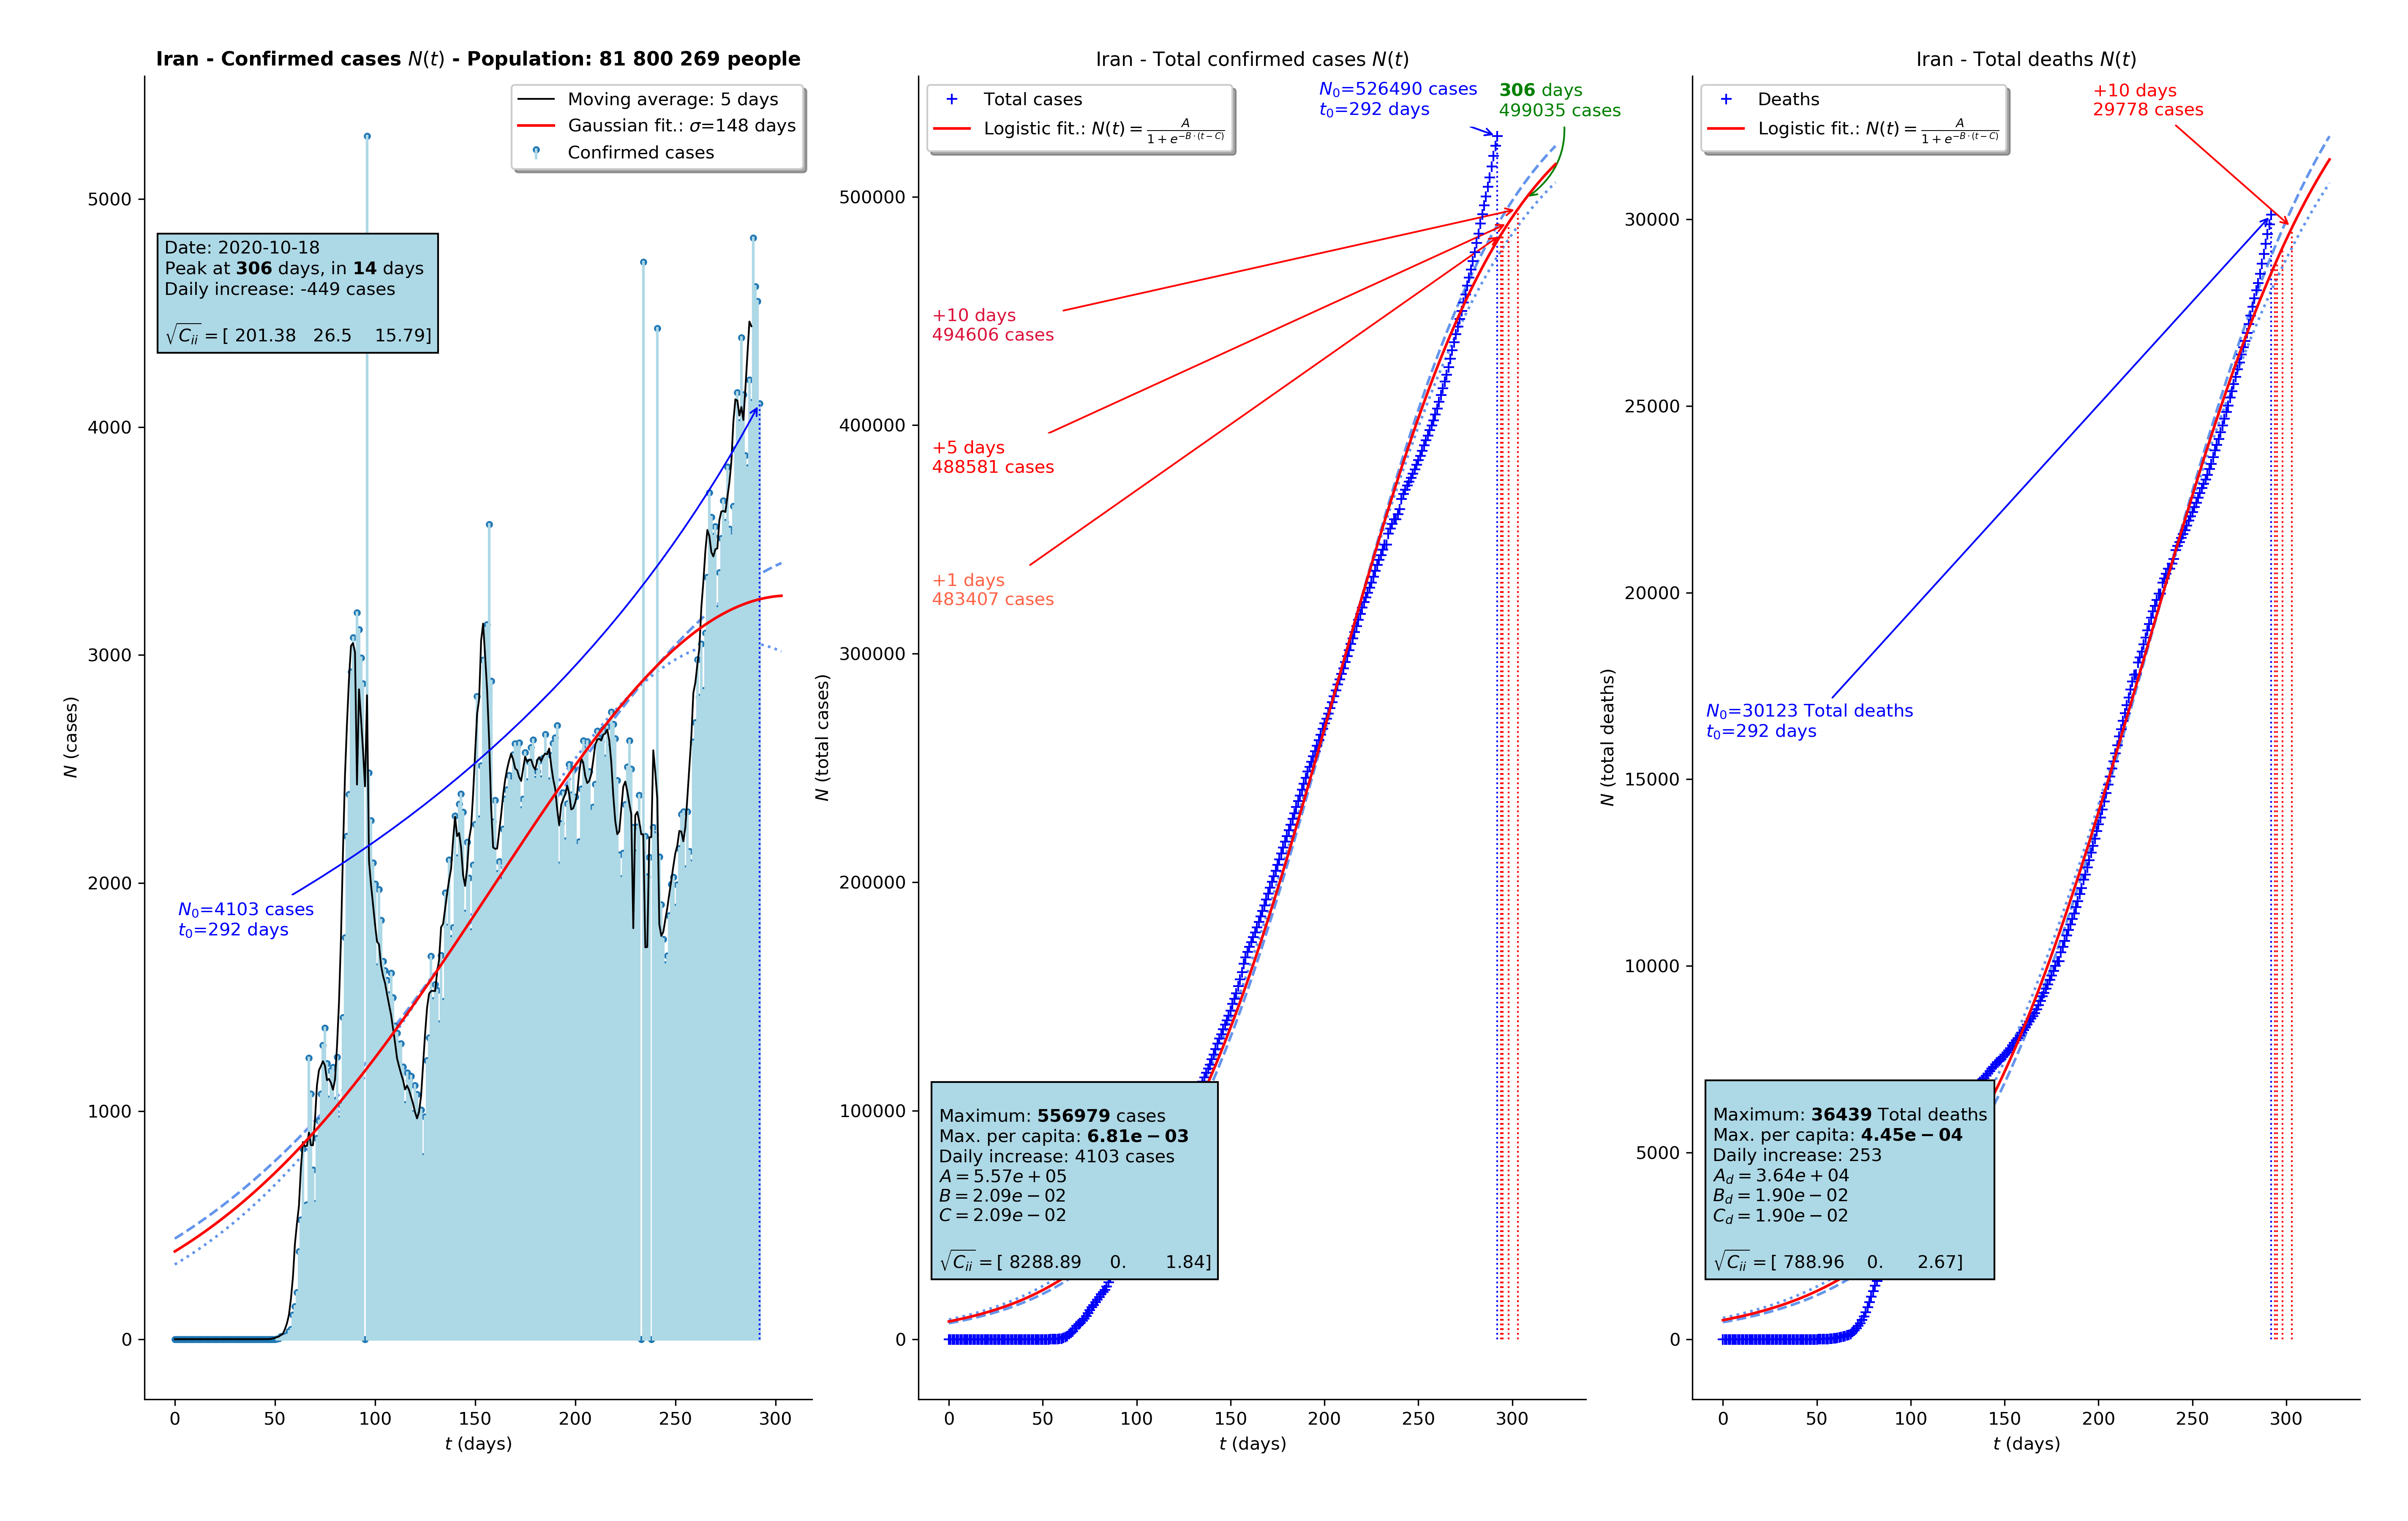 Iran - Confirmed cases N(t) - Population: 81 800 269 people
Moving average: 5 days
Gaussian fit.: σ=148 days
Confirmed cases
Date: 2020-10-18
Peak at 306 days, in 14 days
Daily increase: -449 cases
√C_ii = [ 201.38 26.5 15.79]
N₀=4103 cases
t₀=292 days
5000
4000
3000
2000
1000
0
N (cases)
0 50 100 150 200 250 300
t (days)
Iran - Total confirmed cases N(t)
Total cases
Logistic fit.: N(t) = A / (1 + e^{-B·(t-C)})
N₀=526490 cases
t₀=292 days
306 days
499035 cases
+10 days
494606 cases
+5 days
488581 cases
+1 days
483407 cases
Maximum: 556979 cases
Max. per capita: 6.81e − 03
Daily increase: 4103 cases
A = 5.57e + 05
B = 2.09e − 02
C = 2.09e − 02
√C_ii = [ 8288.89 0. 1.84]
500000
400000
300000
200000
100000
0
N (total cases)
0 50 100 150 200 250 300
t (days)
Iran - Total deaths N(t)
Deaths
Logistic fit.: N(t) = A / (1 + e^{-B·(t-C)})
+10 days
29778 cases
N₀=30123 Total deaths
t₀=292 days
Maximum: 36439 Total deaths
Max. per capita: 4.45e − 04
Daily increase: 253
A_d = 3.64e + 04
B_d = 1.90e − 02
C_d = 1.90e − 02
√C_ii = [ 788.96 0. 2.67]
30000
25000
20000
15000
10000
5000
0
N (total deaths)
0 50 100 150 200 250 300
t (days)